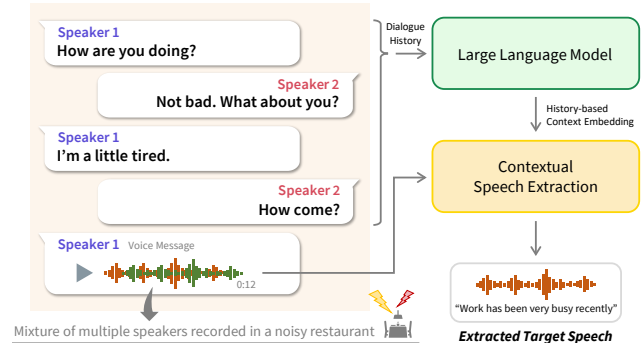 Speaker 1
How are you doing?
Speaker 2
Not bad. What about you?
Speaker 1
I'm a little tired.
Speaker 2
How come?
Speaker 1 Voice Message
0:12
Mixture of multiple speakers recorded in a noisy restaurant
Dialogue
History
Large Language Model
History-based
Context Embedding
Contextual
Speech Extraction
“Work has been very busy recently”
Extracted Target Speech